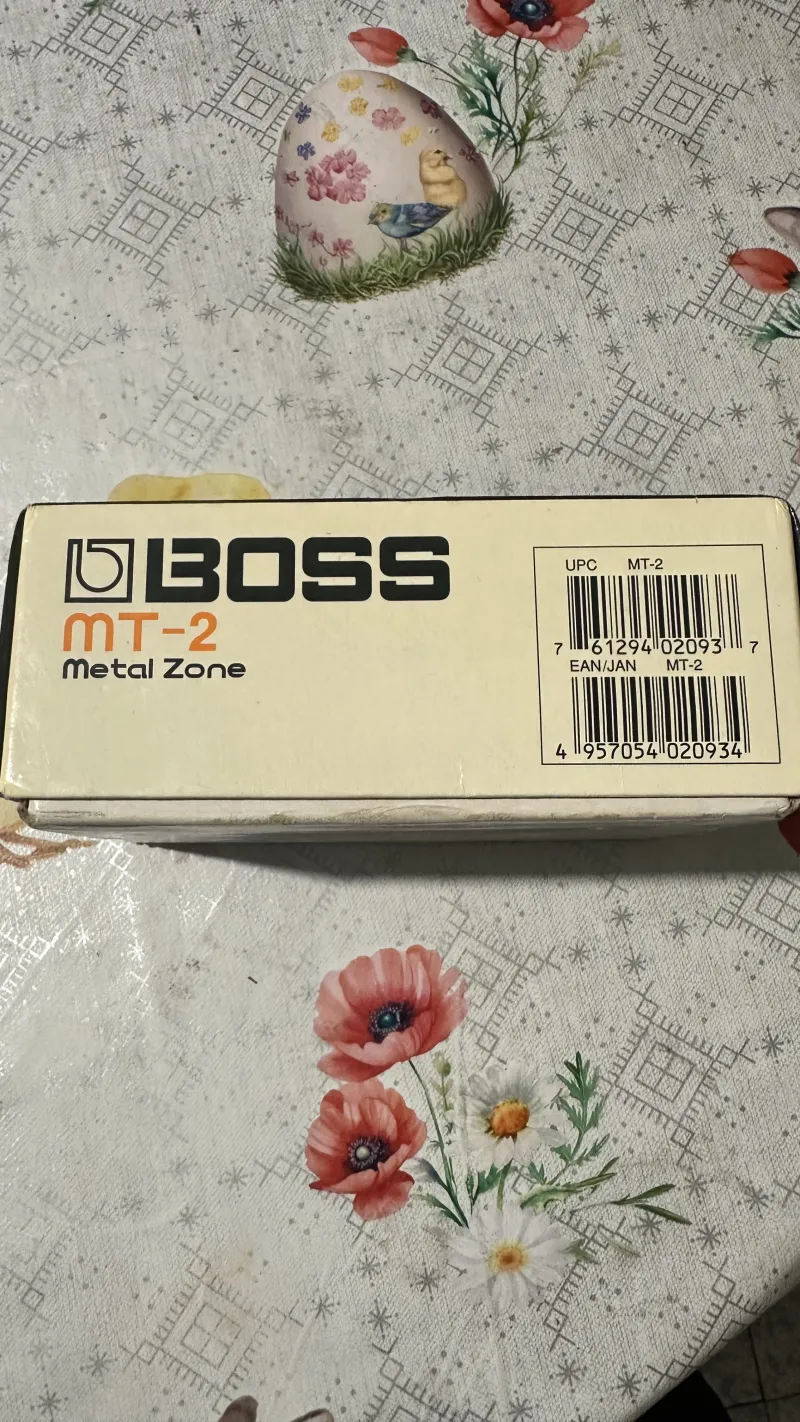 BOSS
MT-2
Metal Zone
UPC MT-2
7 61294 02093 7
EAN/JAN MT-2
4 957054 020934